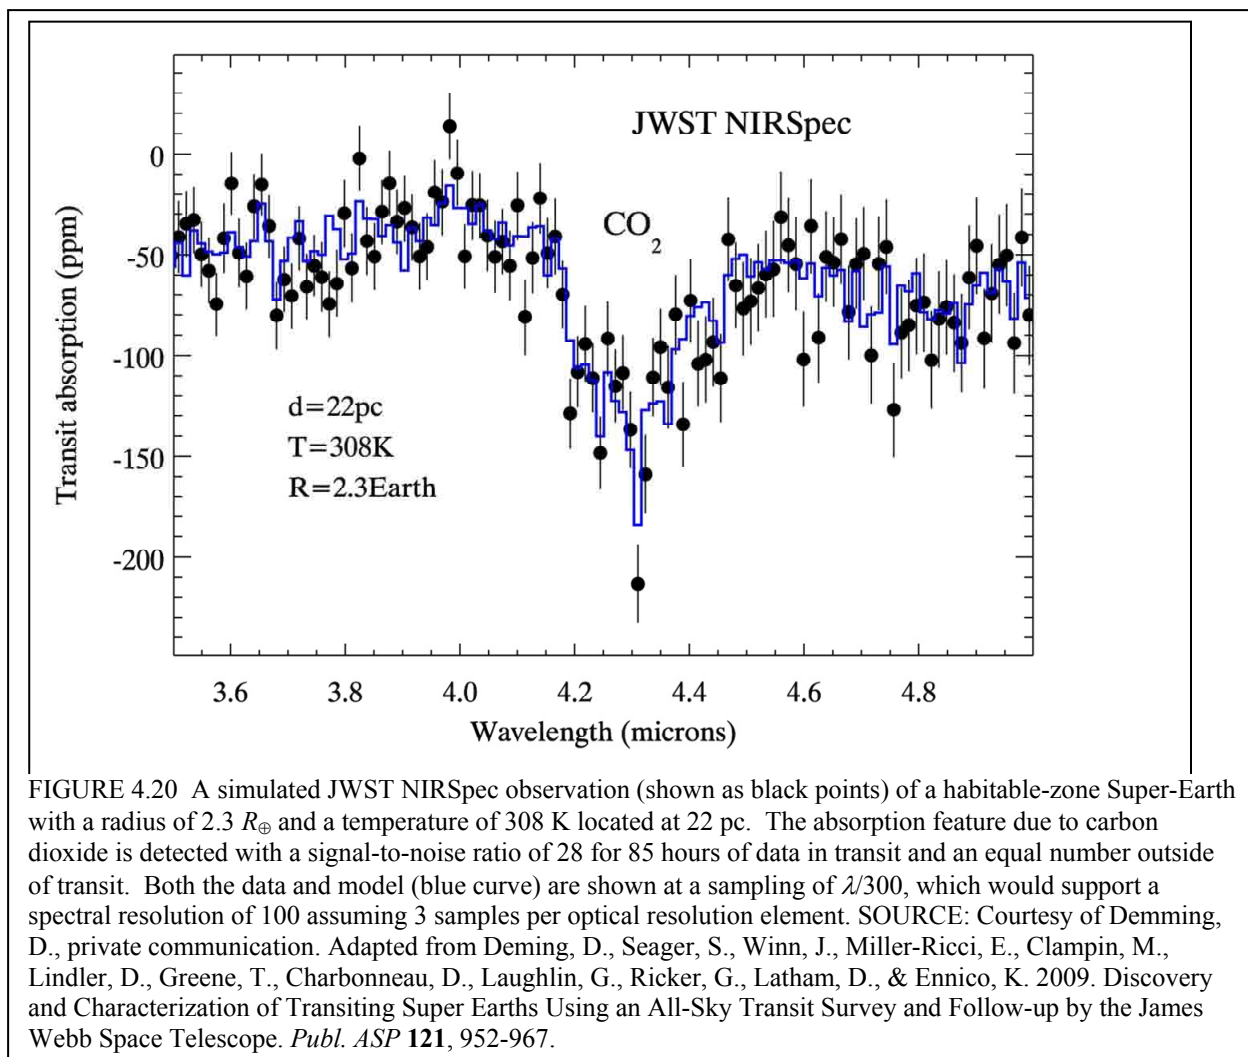 JWST NIRSpec
CO2
d=22pc
T=308K
R=2.3Earth
Transit absorption (ppm)
0
-50
-100
-150
-200
3.6 3.8 4.0 4.2 4.4 4.6 4.8
Wavelength (microns)
FIGURE 4.20 A simulated JWST NIRSpec observation (shown as black points) of a habitable-zone Super-Earth
with a radius of 2.3 R⊕ and a temperature of 308 K located at 22 pc. The absorption feature due to carbon
dioxide is detected with a signal-to-noise ratio of 28 for 85 hours of data in transit and an equal number outside
of transit. Both the data and model (blue curve) are shown at a sampling of λ/300, which would support a
spectral resolution of 100 assuming 3 samples per optical resolution element. SOURCE: Courtesy of Demming,
D., private communication. Adapted from Deming, D., Seager, S., Winn, J., Miller-Ricci, E., Clampin, M.,
Lindler, D., Greene, T., Charbonneau, D., Laughlin, G., Ricker, G., Latham, D., & Ennico, K. 2009. Discovery
and Characterization of Transiting Super Earths Using an All-Sky Transit Survey and Follow-up by the James
Webb Space Telescope. Publ. ASP 121, 952-967.